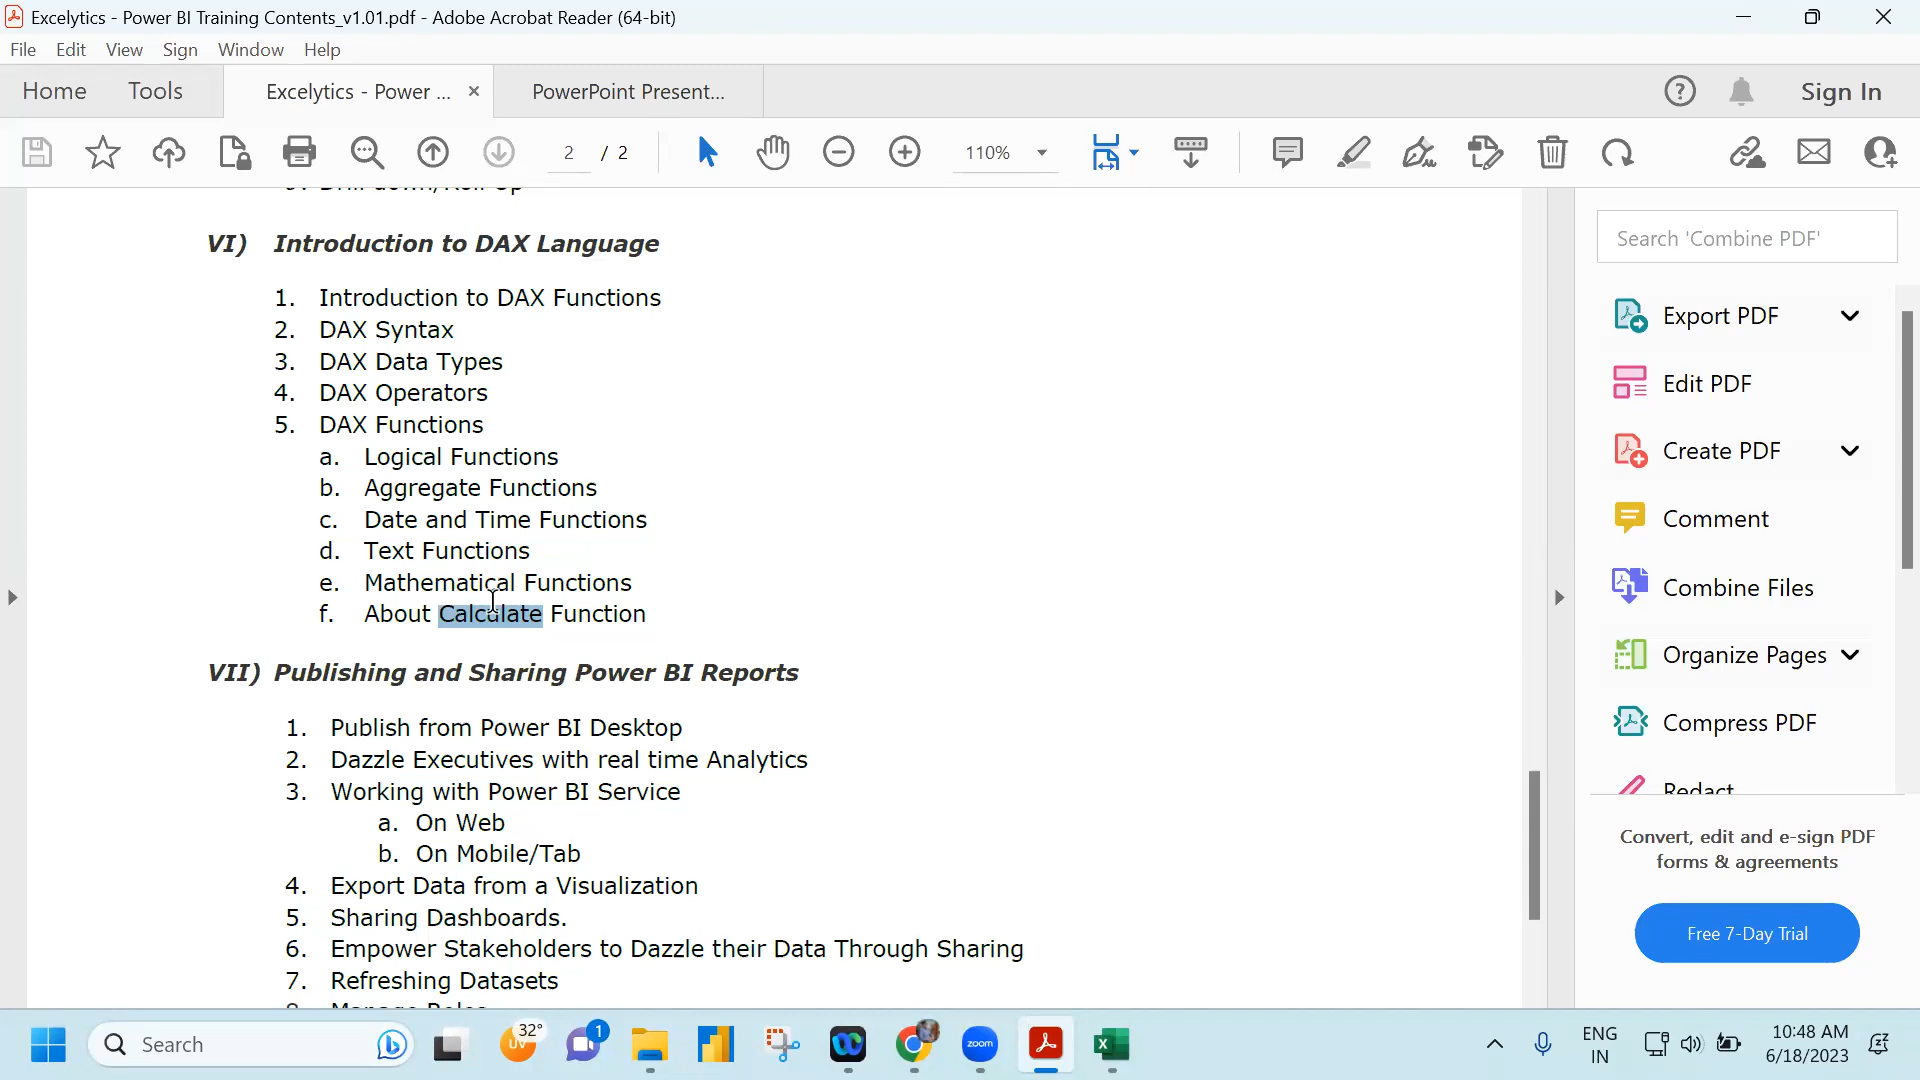 Excelytics - Power BI Training Contents_v1.01.pdf - Adobe Acrobat Reader (64-bit)
File Edit View Sign Window Help
Home Tools Excelytics - Power ... × PowerPoint Present... Sign In
2 / 2 110%
VI) Introduction to DAX Language
1. Introduction to DAX Functions
2. DAX Syntax
3. DAX Data Types
4. DAX Operators
5. DAX Functions
a. Logical Functions
b. Aggregate Functions
c. Date and Time Functions
d. Text Functions
e. Mathematical Functions
f. About Calculate Function
VII) Publishing and Sharing Power BI Reports
1. Publish from Power BI Desktop
2. Dazzle Executives with real time Analytics
3. Working with Power BI Service
a. On Web
b. On Mobile/Tab
4. Export Data from a Visualization
5. Sharing Dashboards.
6. Empower Stakeholders to Dazzle their Data Through Sharing
7. Refreshing Datasets
Search 'Combine PDF'
Export PDF
Edit PDF
Create PDF
Comment
Combine Files
Organize Pages
Compress PDF
Redact
Convert, edit and e-sign PDF
forms & agreements
Free 7-Day Trial
Search
32°
UV
1
zoom
ENG
IN
10:48 AM
6/18/2023